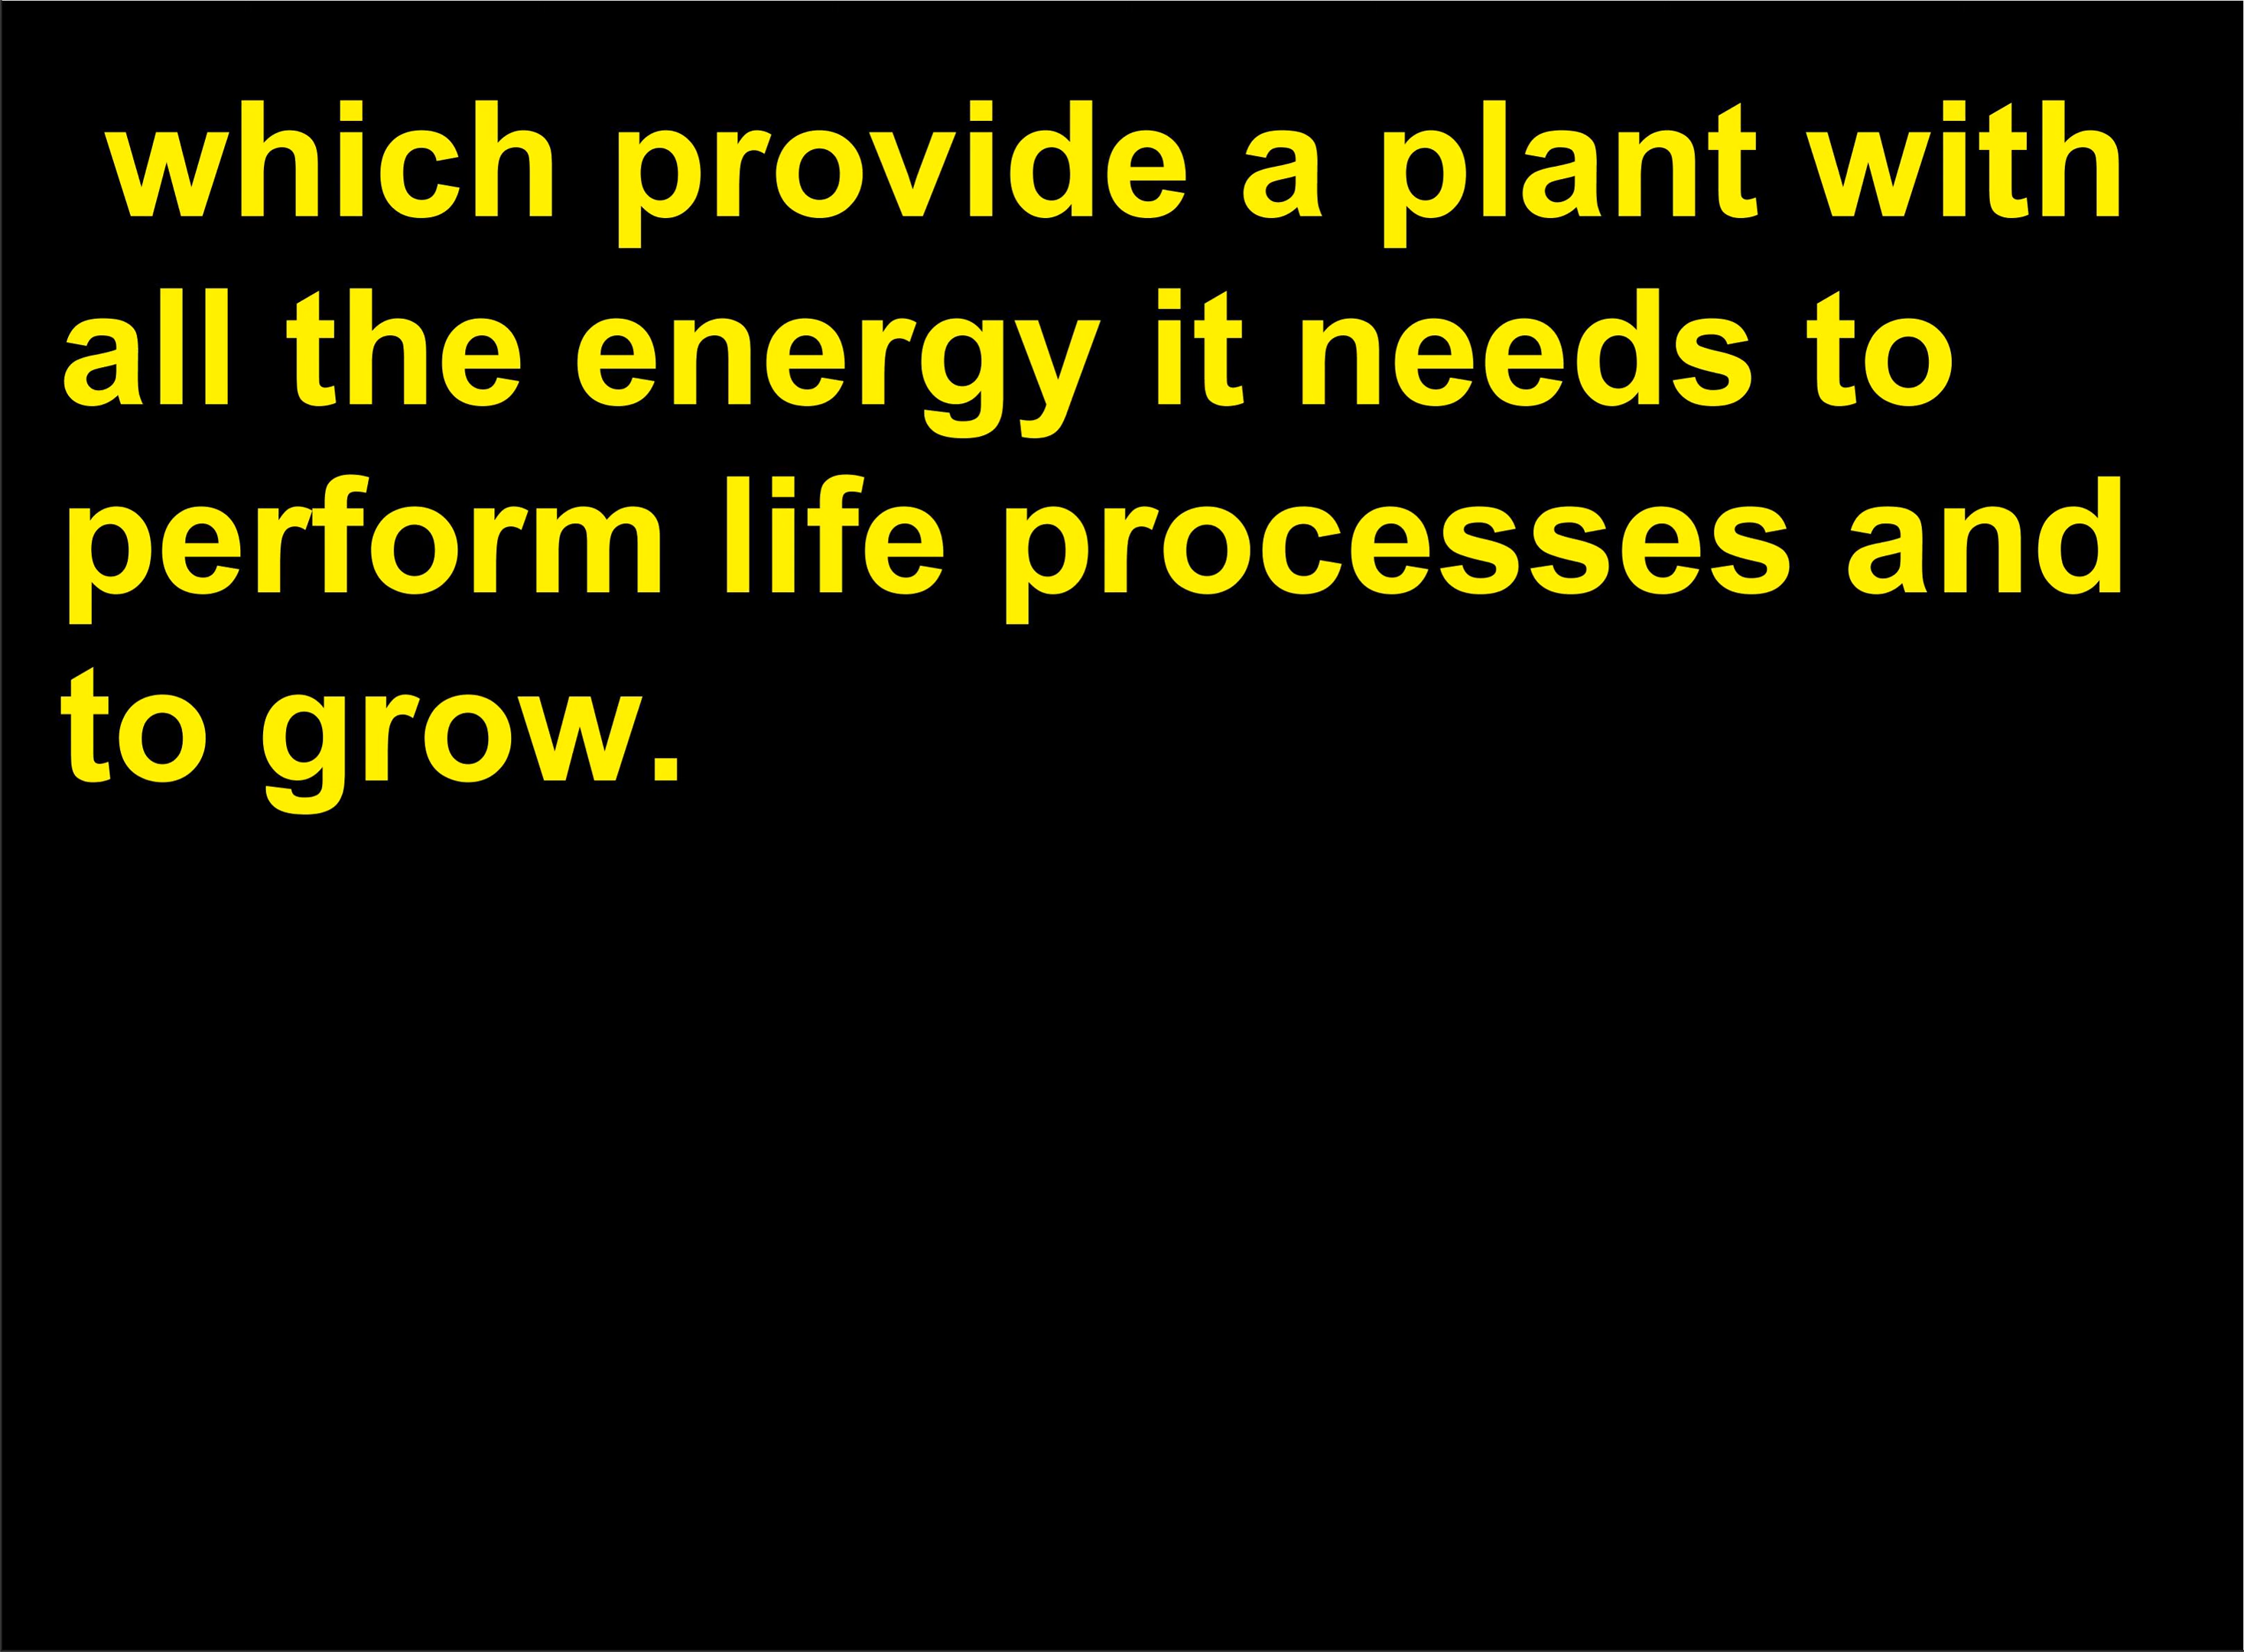 which provide a plant with
all the energy it needs to
perform life processes and
to grow.